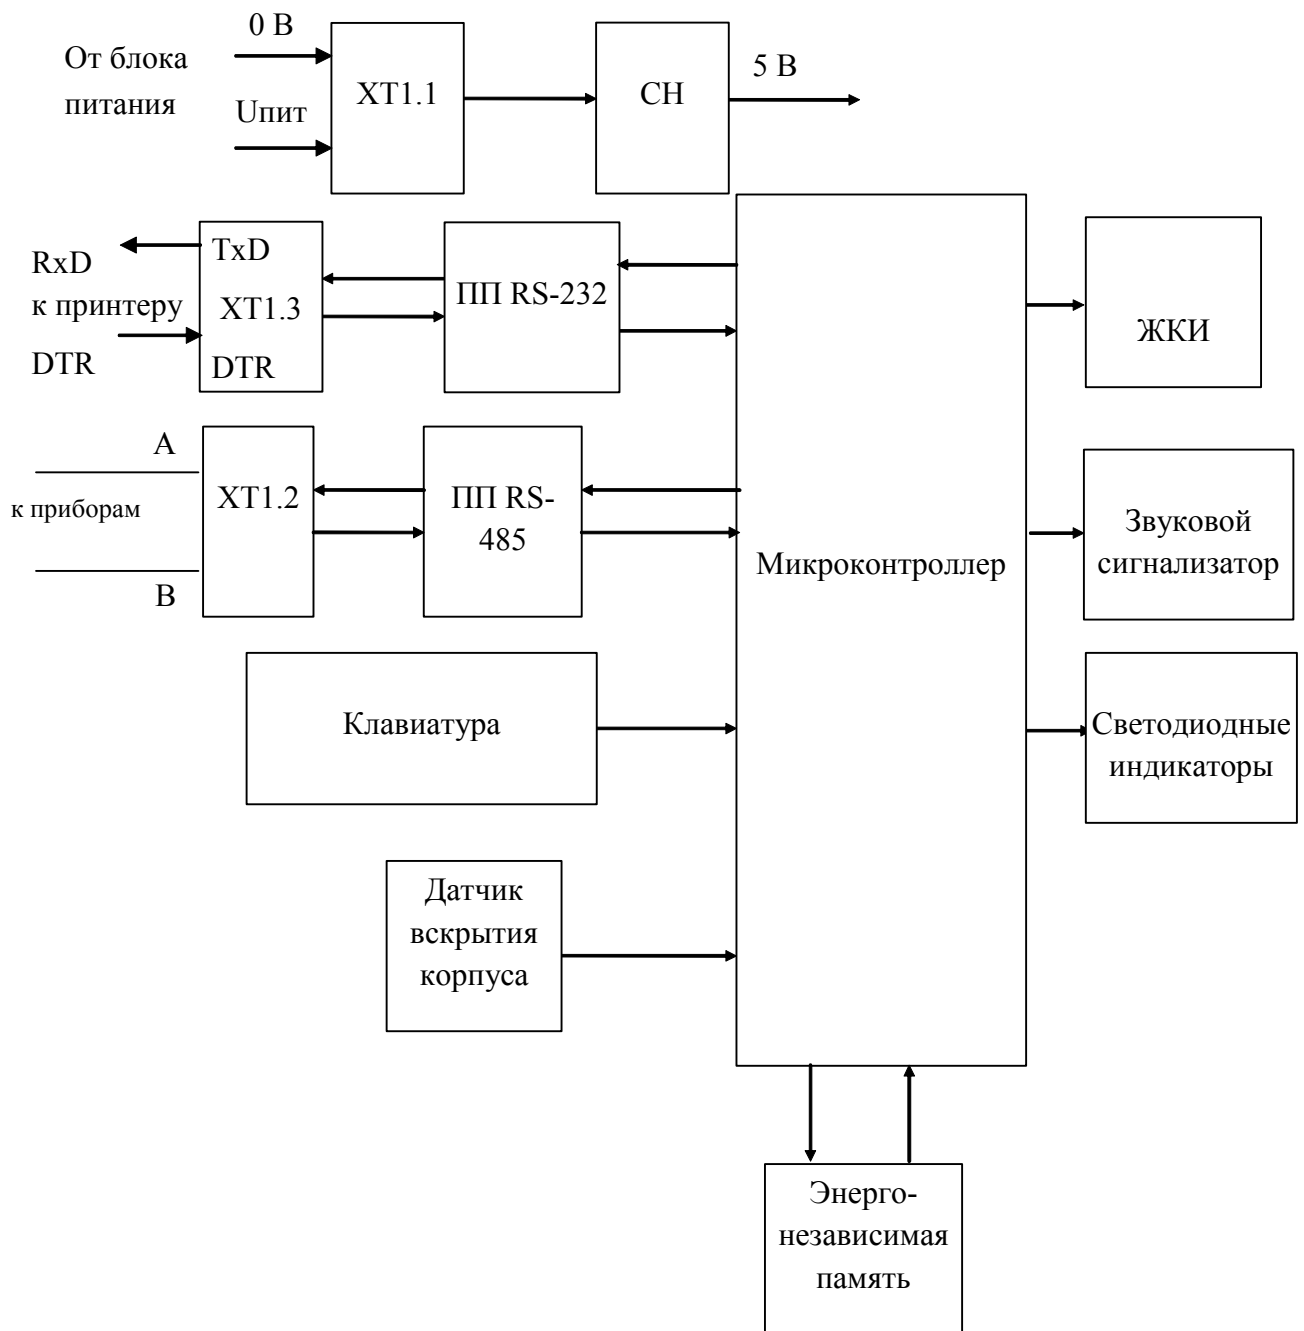 0 В
От блока
питания
Uпит
ХТ1.1
СН
5 В
RxD
к принтеру
DTR
TxD
ХТ1.3
DTR
ПП RS-232
ЖКИ
А
к приборам
В
ХТ1.2
ПП RS-
485
Микроконтроллер
Звуковой
сигнализатор
Клавиатура
Светодиодные
индикаторы
Датчик
вскрытия
корпуса
Энерго-
независимая
память